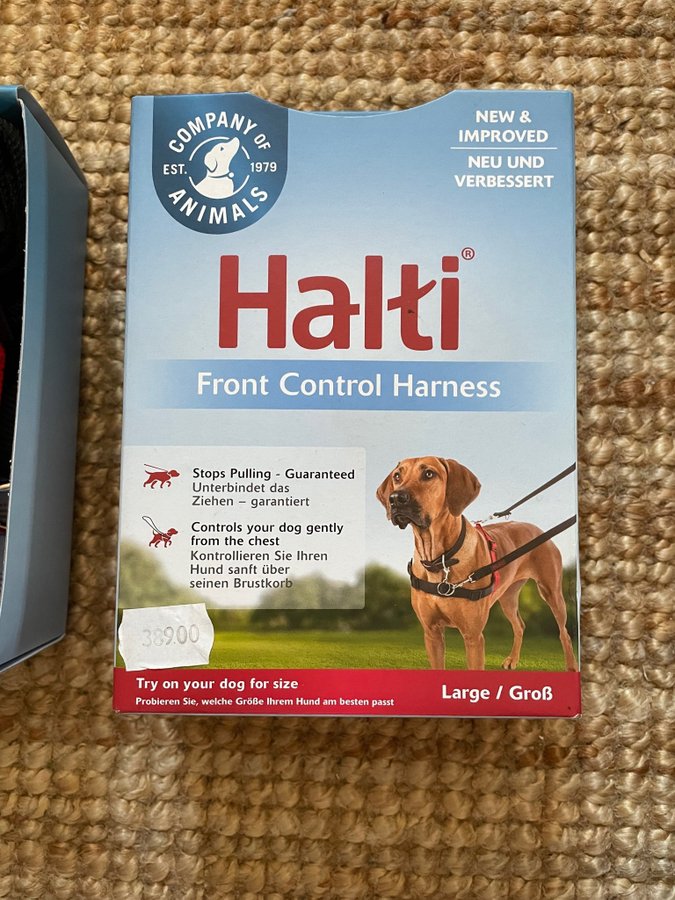 COMPANY OF
EST. 1979
ANIMALS
NEW &
IMPROVED
NEU UND
VERBESSERT
Halti®
Front Control Harness
Stops Pulling - Guaranteed
Unterbindet das
Ziehen – garantiert
Controls your dog gently
from the chest
Kontrollieren Sie Ihren
Hund sanft über
seinen Brustkorb
389.00
Try on your dog for size
Probieren Sie, welche Größe Ihrem Hund am besten passt
Large / Groß